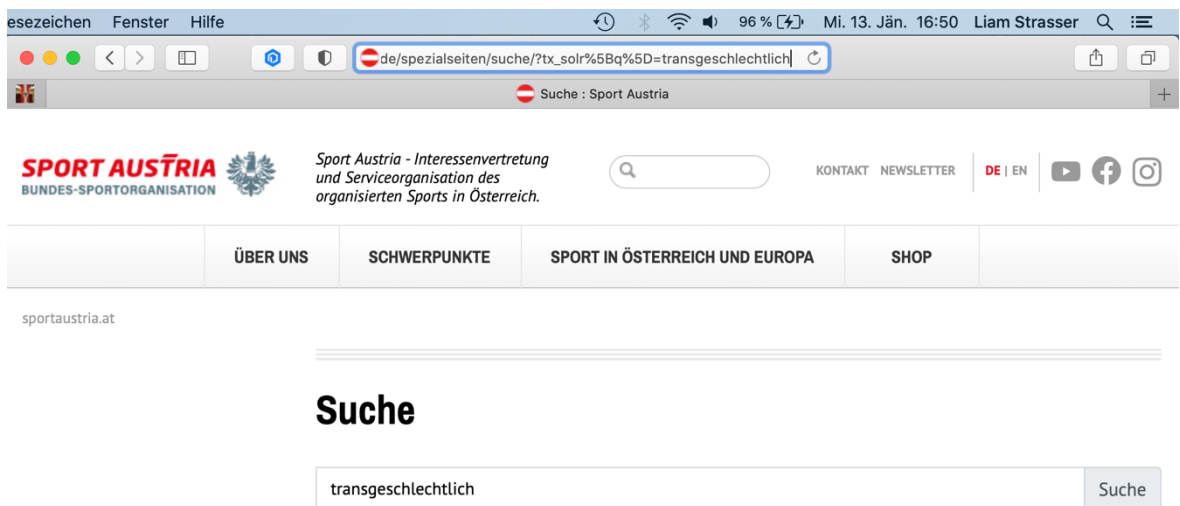 esezeichen Fenster Hilfe 96 % Mi. 13. Jän. 16:50 Liam Strasser
de/spezialseiten/suche/?tx_solr%5Bq%5D=transgeschlechtlich
Suche : Sport Austria
SPORT AUSTRIA
BUNDES-SPORTORGANISATION
Sport Austria - Interessenvertretung
und Serviceorganisation des
organisierten Sports in Österreich.
KONTAKT NEWSLETTER DE | EN
ÜBER UNS SCHWERPUNKTE SPORT IN ÖSTERREICH UND EUROPA SHOP
sportaustria.at
Suche
transgeschlechtlich Suche